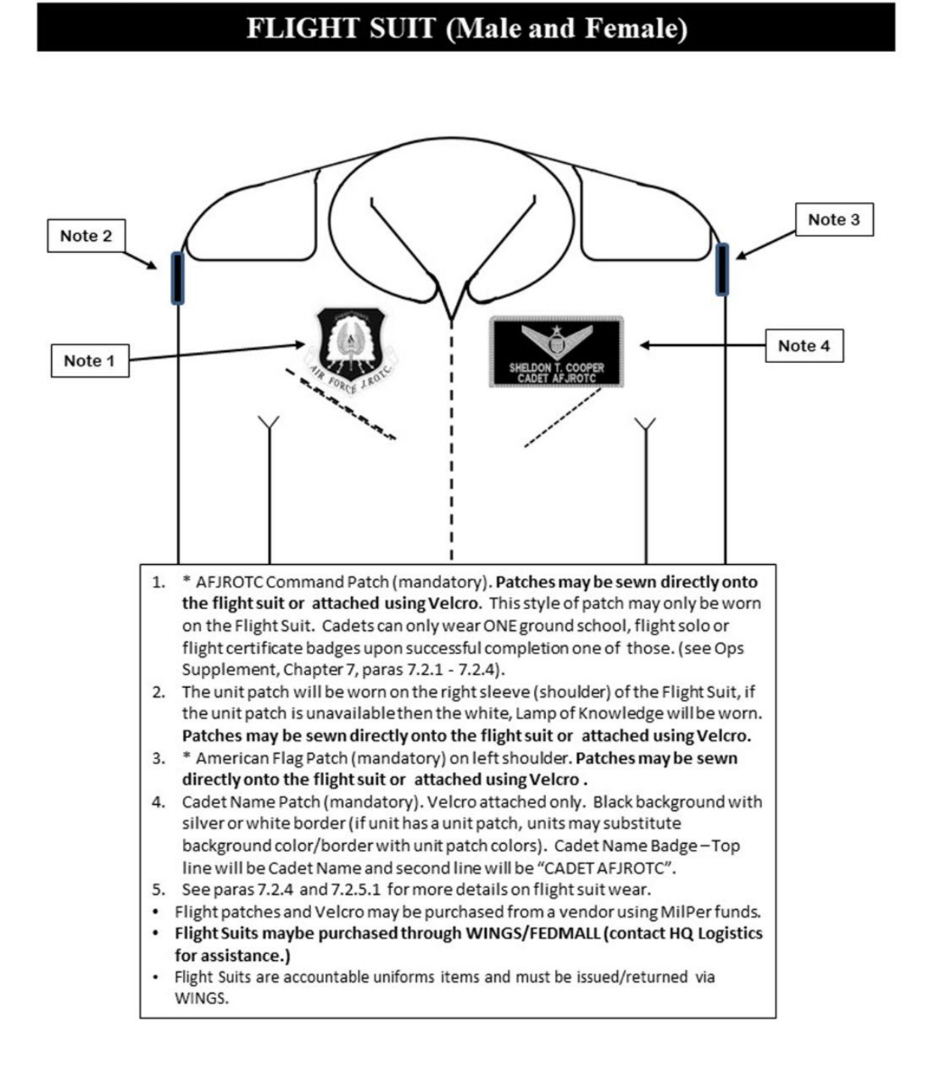 FLIGHT SUIT (Male and Female)
Note 2
Note 3
Note 1
AIR FORCE JROTC
SHELDON T. COOPER
CADET AFJROTC
Note 4
1. * AFJROTC Command Patch (mandatory). Patches may be sewn directly onto
the flight suit or attached using Velcro. This style of patch may only be worn
on the Flight Suit. Cadets can only wear ONE ground school, flight solo or
flight certificate badges upon successful completion one of those. (see Ops
Supplement, Chapter 7, paras 7.2.1 - 7.2.4).
2. The unit patch will be worn on the right sleeve (shoulder) of the Flight Suit, if
the unit patch is unavailable then the white, Lamp of Knowledge will be worn.
Patches may be sewn directly onto the flight suit or attached using Velcro.
3. * American Flag Patch (mandatory) on left shoulder. Patches may be sewn
directly onto the flight suit or attached using Velcro .
4. Cadet Name Patch (mandatory). Velcro attached only. Black background with
silver or white border (if unit has a unit patch, units may substitute
background color/border with unit patch colors). Cadet Name Badge – Top
line will be Cadet Name and second line will be “CADET AFJROTC”.
5. See paras 7.2.4 and 7.2.5.1 for more details on flight suit wear.
• Flight patches and Velcro may be purchased from a vendor using MilPer funds.
• Flight Suits maybe purchased through WINGS/FEDMALL (contact HQ Logistics
for assistance.)
• Flight Suits are accountable uniforms items and must be issued/returned via
WINGS.